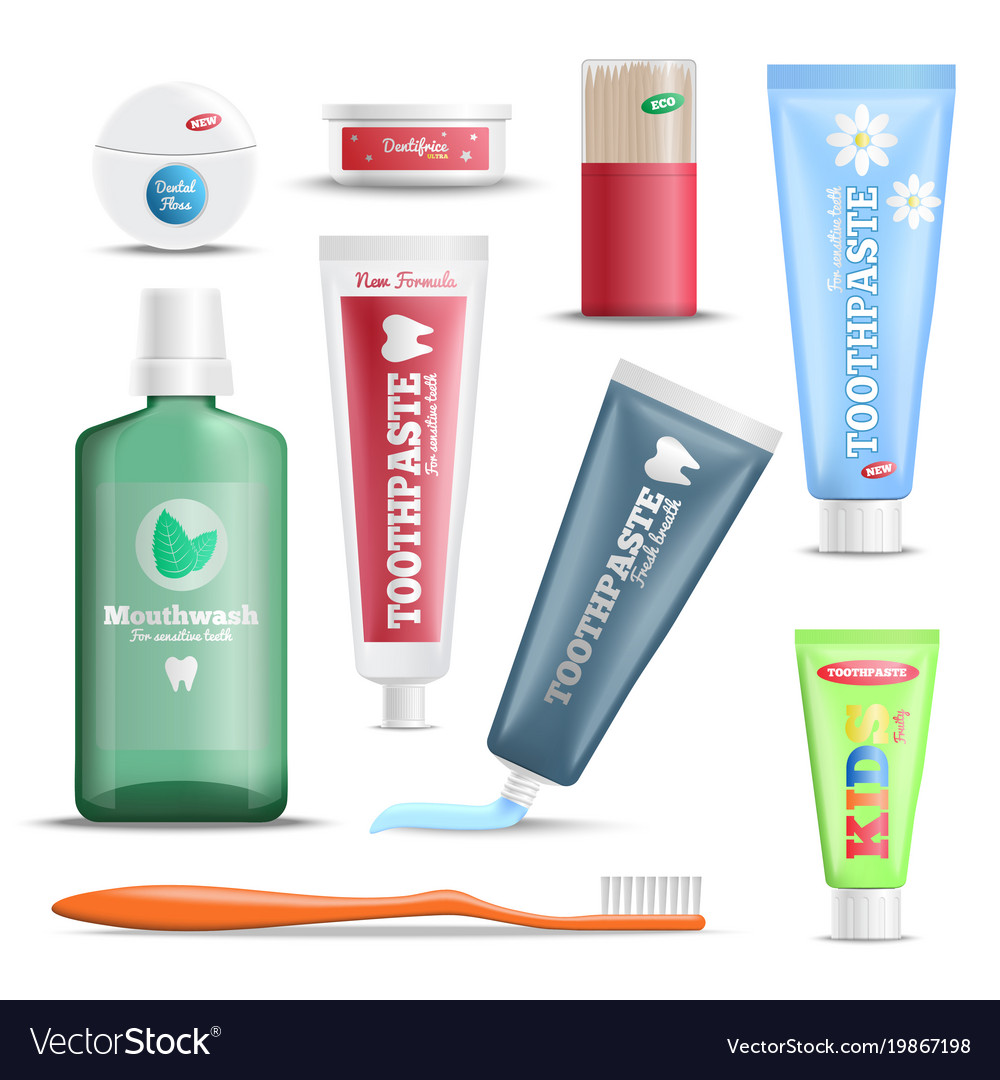 NEW
Dental
Floss
Dentifrice
ULTRA
ECO
For sensitive teeth
TOOTHPASTE
NEW
New Formula
TOOTHPASTE
For sensitive teeth
TOOTHPASTE
Fresh breath
Mouthwash
For sensitive teeth
TOOTHPASTE
KIDS
Fruity
VectorStock®
VectorStock.com/19867198